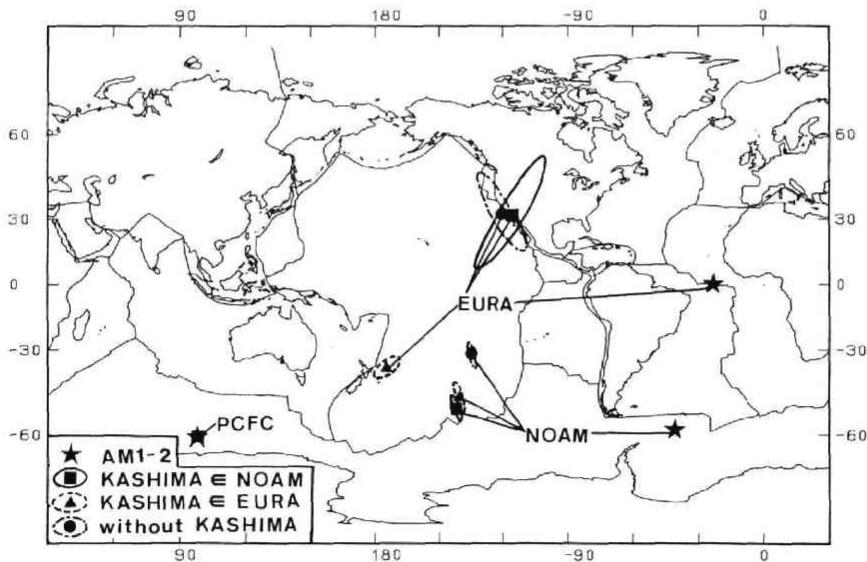 90 180 -90 0
60 60
30 30
0 0
EURA
-30 -30
PCFC
NOAM
-60 -60
AM1-2
KASHIMA ∈ NOAM
KASHIMA ∈ EURA
without KASHIMA
90 180 -90 0